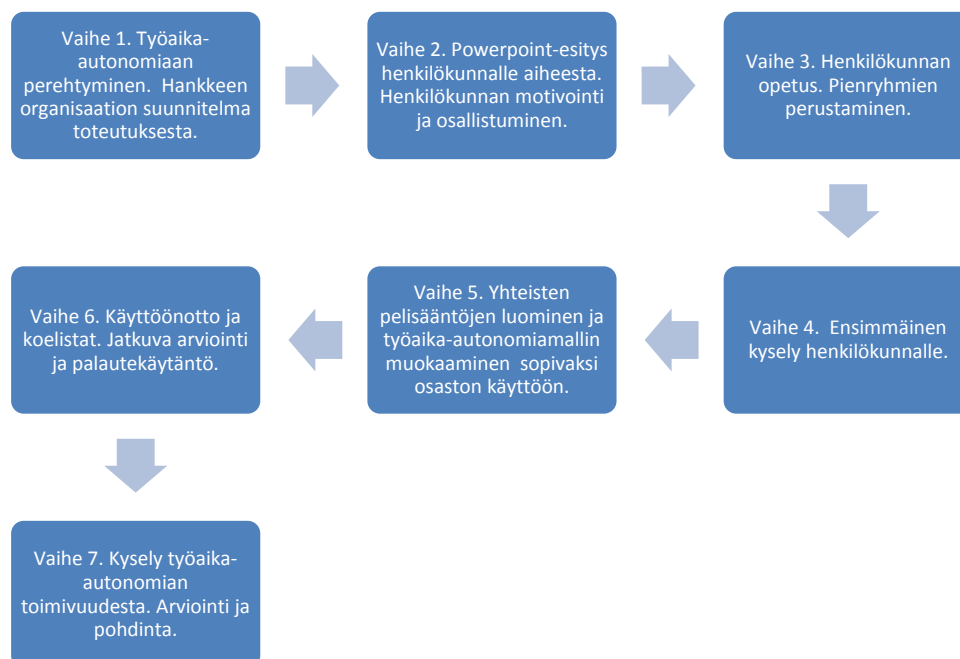 Vaihe 1. Työaika-
autonomiaan
perehtyminen.  Hankkeen
organisaation suunnitelma
toteutuksesta.
Vaihe 2. Powerpoint-esitys
henkilökunnalle aiheesta.
Henkilökunnan motivointi
ja osallistuminen.
Vaihe 3. Henkilökunnan
opetus. Pienryhmien
perustaminen.
Vaihe 4.  Ensimmäinen
kysely henkilökunnalle.
Vaihe 5. Yhteisten
pelisääntöjen luominen ja
työaika-autonomiamallin
muokaaminen  sopivaksi
osaston käyttöön.
Vaihe 6. Käyttöönotto ja
koelistat. Jatkuva arviointi
ja palautekäytäntö.
Vaihe 7. Kysely työaika-
autonomian
toimivuudesta. Arviointi ja
pohdinta.